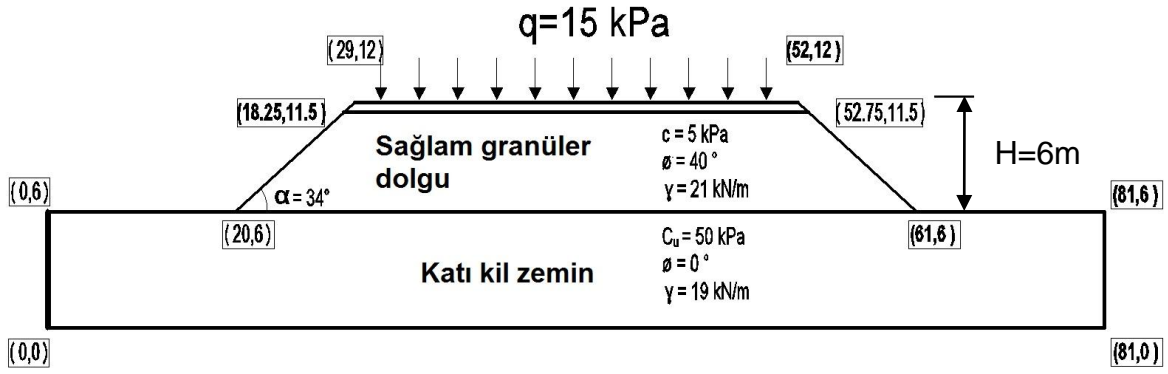 q=15 kPa
(29,12)
(52,12)
(18.25,11.5)
(52.75,11.5)
Sağlam granüler
dolgu
c = 5 kPa
ø = 40 °
γ = 21 kN/m
H=6m
α = 34°
(0,6)
(81,6)
(20,6)
(61,6)
Katı kil zemin
Cu = 50 kPa
ø = 0 °
γ = 19 kN/m
(0,0)
(81,0)